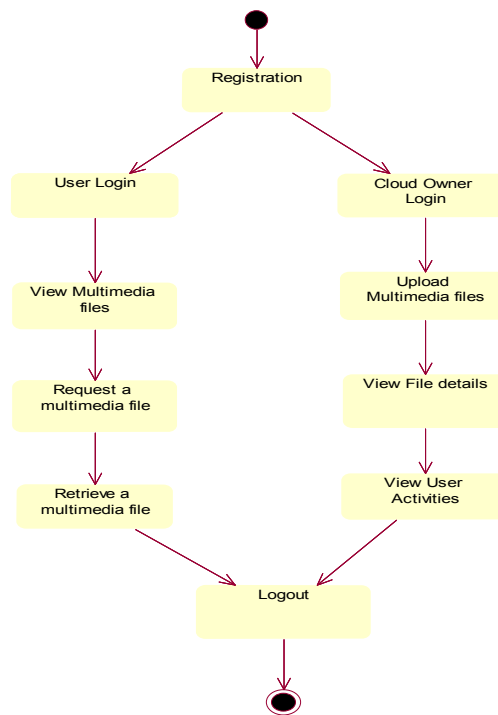 Registration
User Login
View Multimedia
files
Request a
multimedia file
Retrieve a
multimedia file
Cloud Owner
Login
Upload
Multimedia files
View File details
View User
Activities
Logout